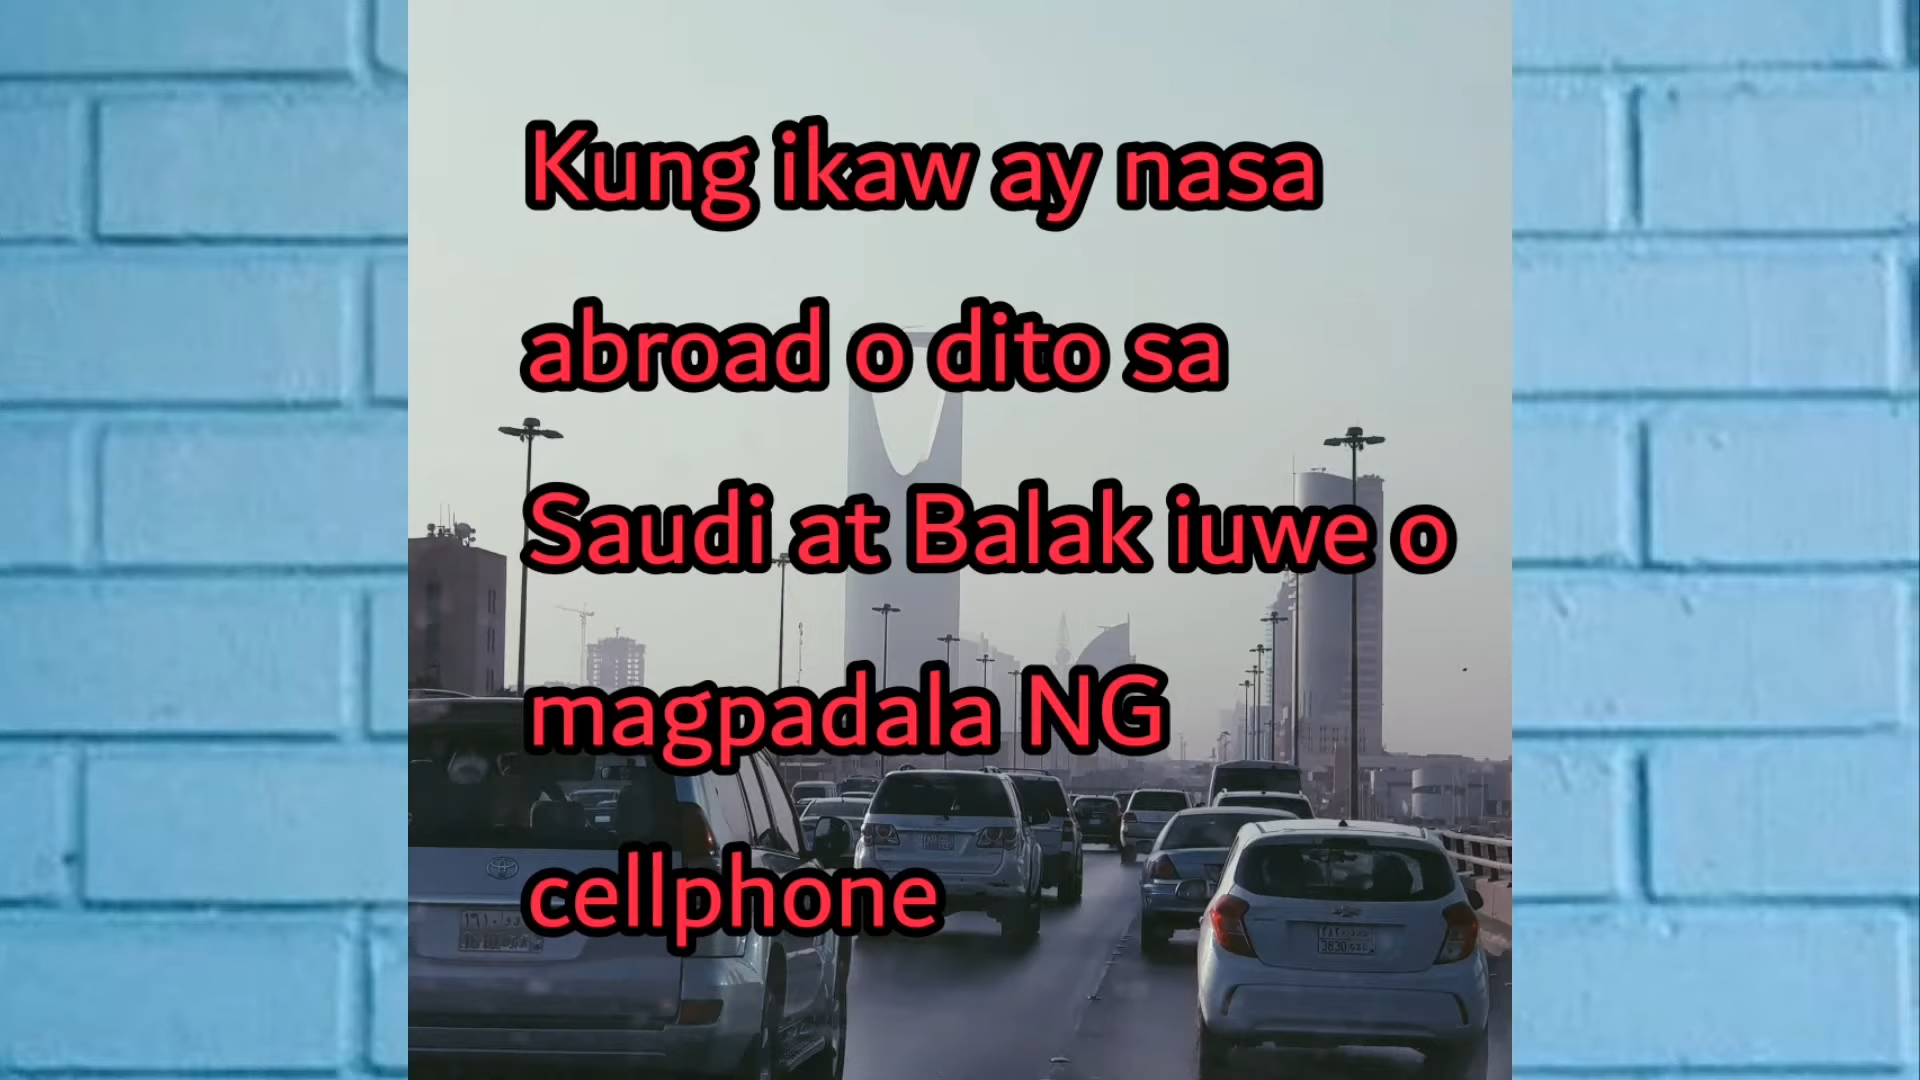 Kung ikaw ay nasa
abroad o dito sa
Saudi at Balak iuwe o
magpadala NG
cellphone